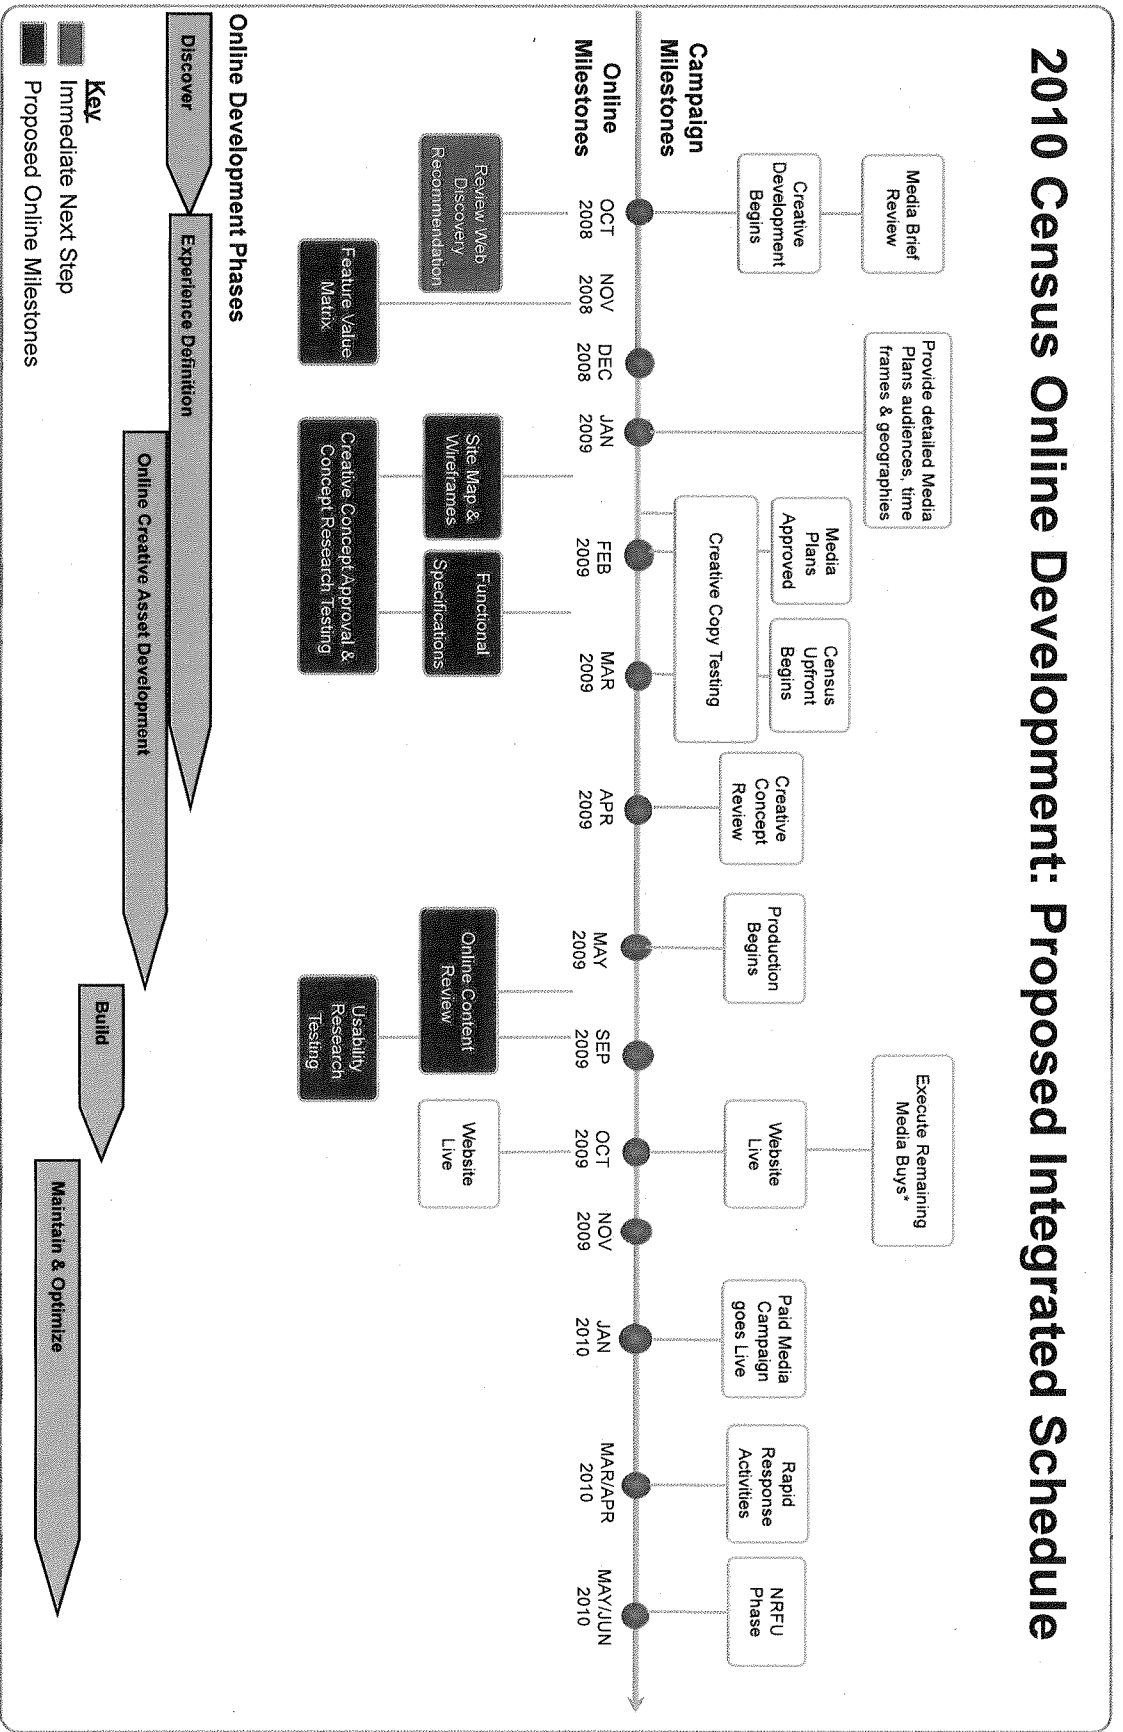 2010 Census Online Development: Proposed Integrated Schedule
Media Brief
Review
Creative
Development
Begins
Provide detailed Media
Plans audiences, time
frames & geographies
Media
Plans
Approved
Census
Upfront
Begins
Creative Copy Testing
Creative
Concept
Review
Production
Begins
Execute Remaining
Media Buys*
Website
Live
Paid Media
Campaign
goes Live
Rapid
Response
Activities
NRFU
Phase
Campaign
Milestones
Online
Milestones
OCT
2008
NOV
2008
DEC
2008
JAN
2009
FEB
2009
MAR
2009
APR
2009
MAY
2009
SEP
2009
OCT
2009
NOV
2009
JAN
2010
MAR/APR
2010
MAY/JUN
2010
Review Web
Discovery
Recommendation
Feature Value
Matrix
Site Map &
Wireframes
Functional
Specifications
Creative Concept Approval &
Concept Research Testing
Online Content
Review
Usability
Research
Testing
Website
Live
Online Development Phases
Discover
Experience Definition
Online Creative Asset Development
Build
Maintain & Optimize
Key
Immediate Next Step
Proposed Online Milestones